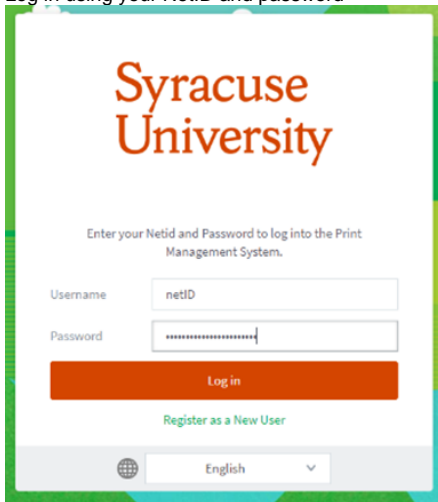 Log in using your NetID and password
Syracuse
University
Enter your Netid and Password to log into the Print
Management System.
Username netID
Password ••••••••••••••••••••••
Log in
Register as a New User
English